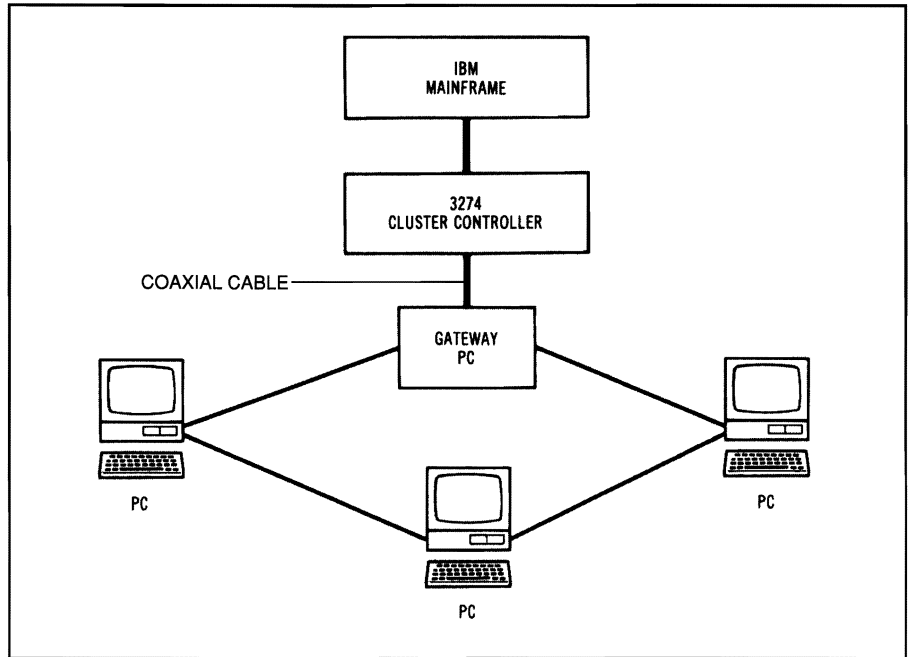 IBM
MAINFRAME
3274
CLUSTER CONTROLLER
COAXIAL CABLE
GATEWAY
PC
PC
PC
PC